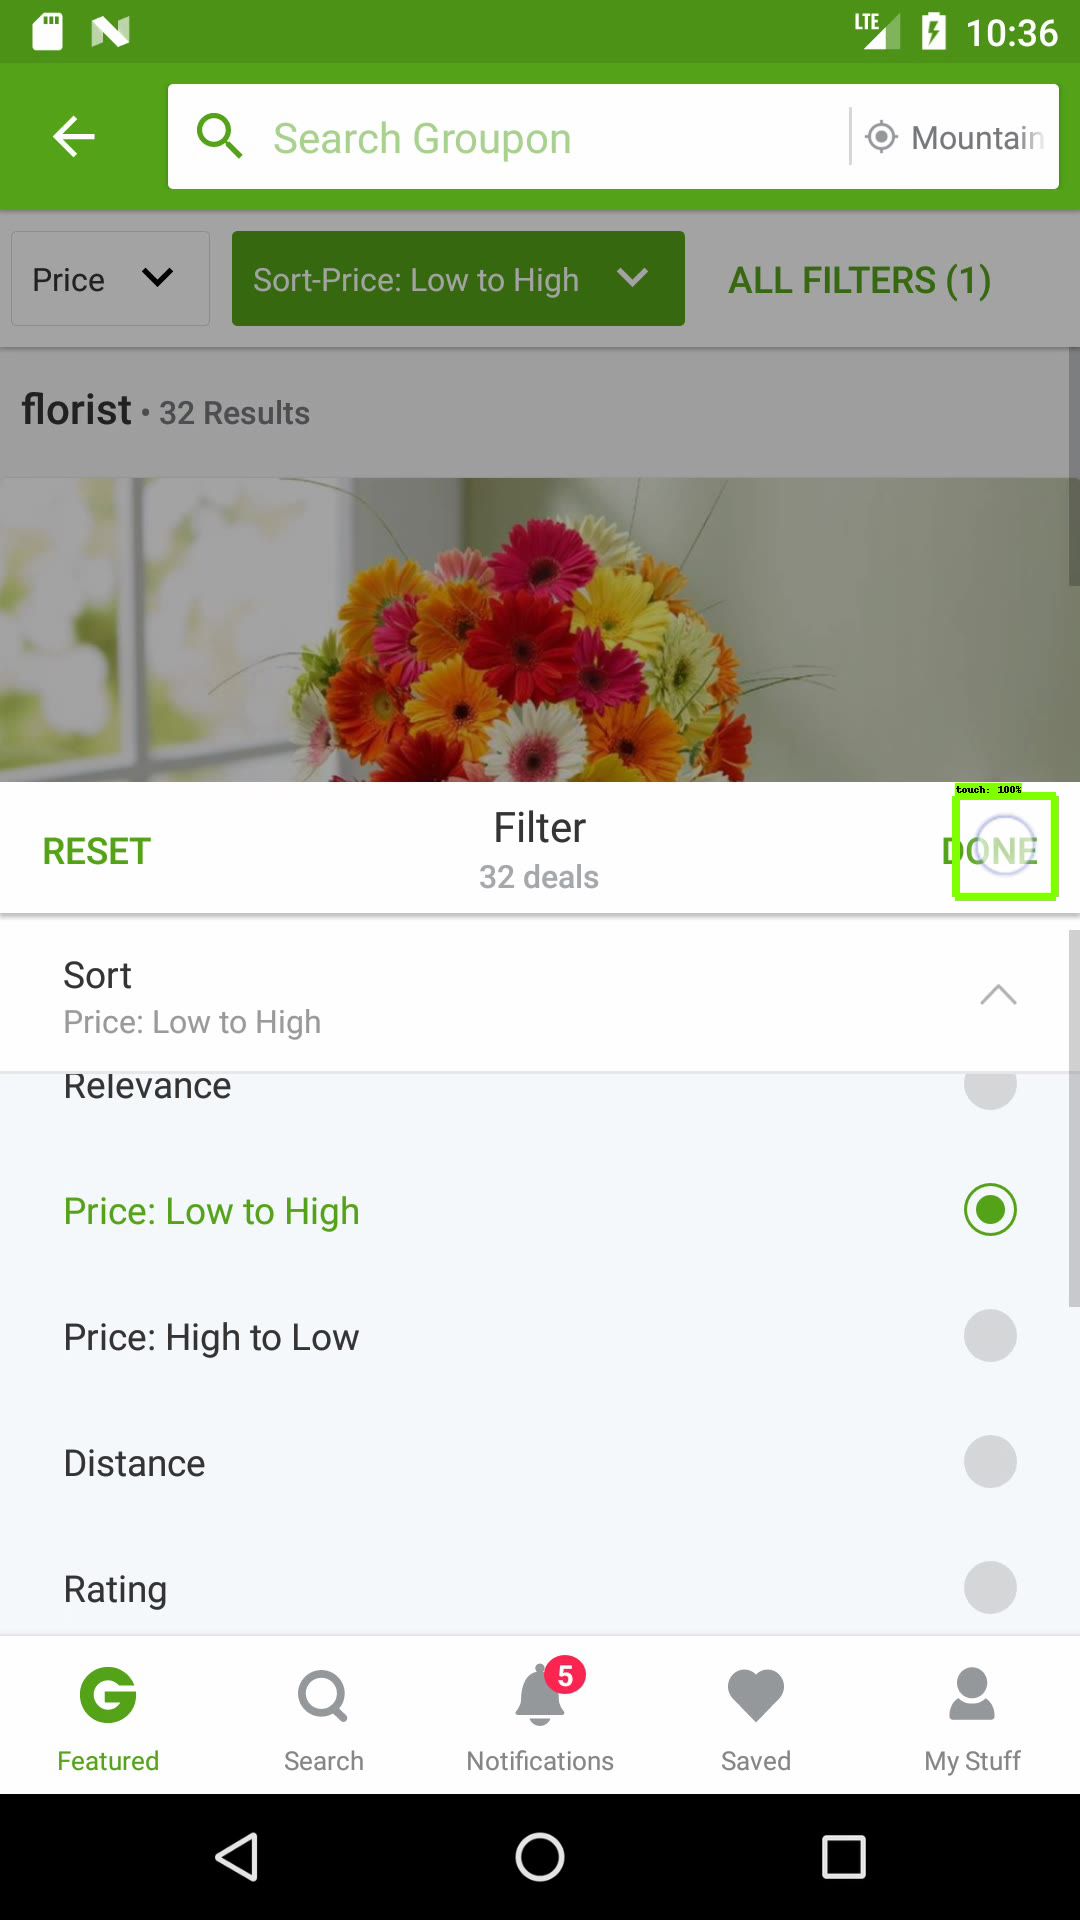 LTE 10:36
Search Groupon Mountain
Price Sort-Price: Low to High ALL FILTERS (1)
florist • 32 Results
touch: 100%
RESET Filter DONE
32 deals
Sort
Price: Low to High
Relevance
Price: Low to High
Price: High to Low
Distance
Rating
5
Featured Search Notifications Saved My Stuff